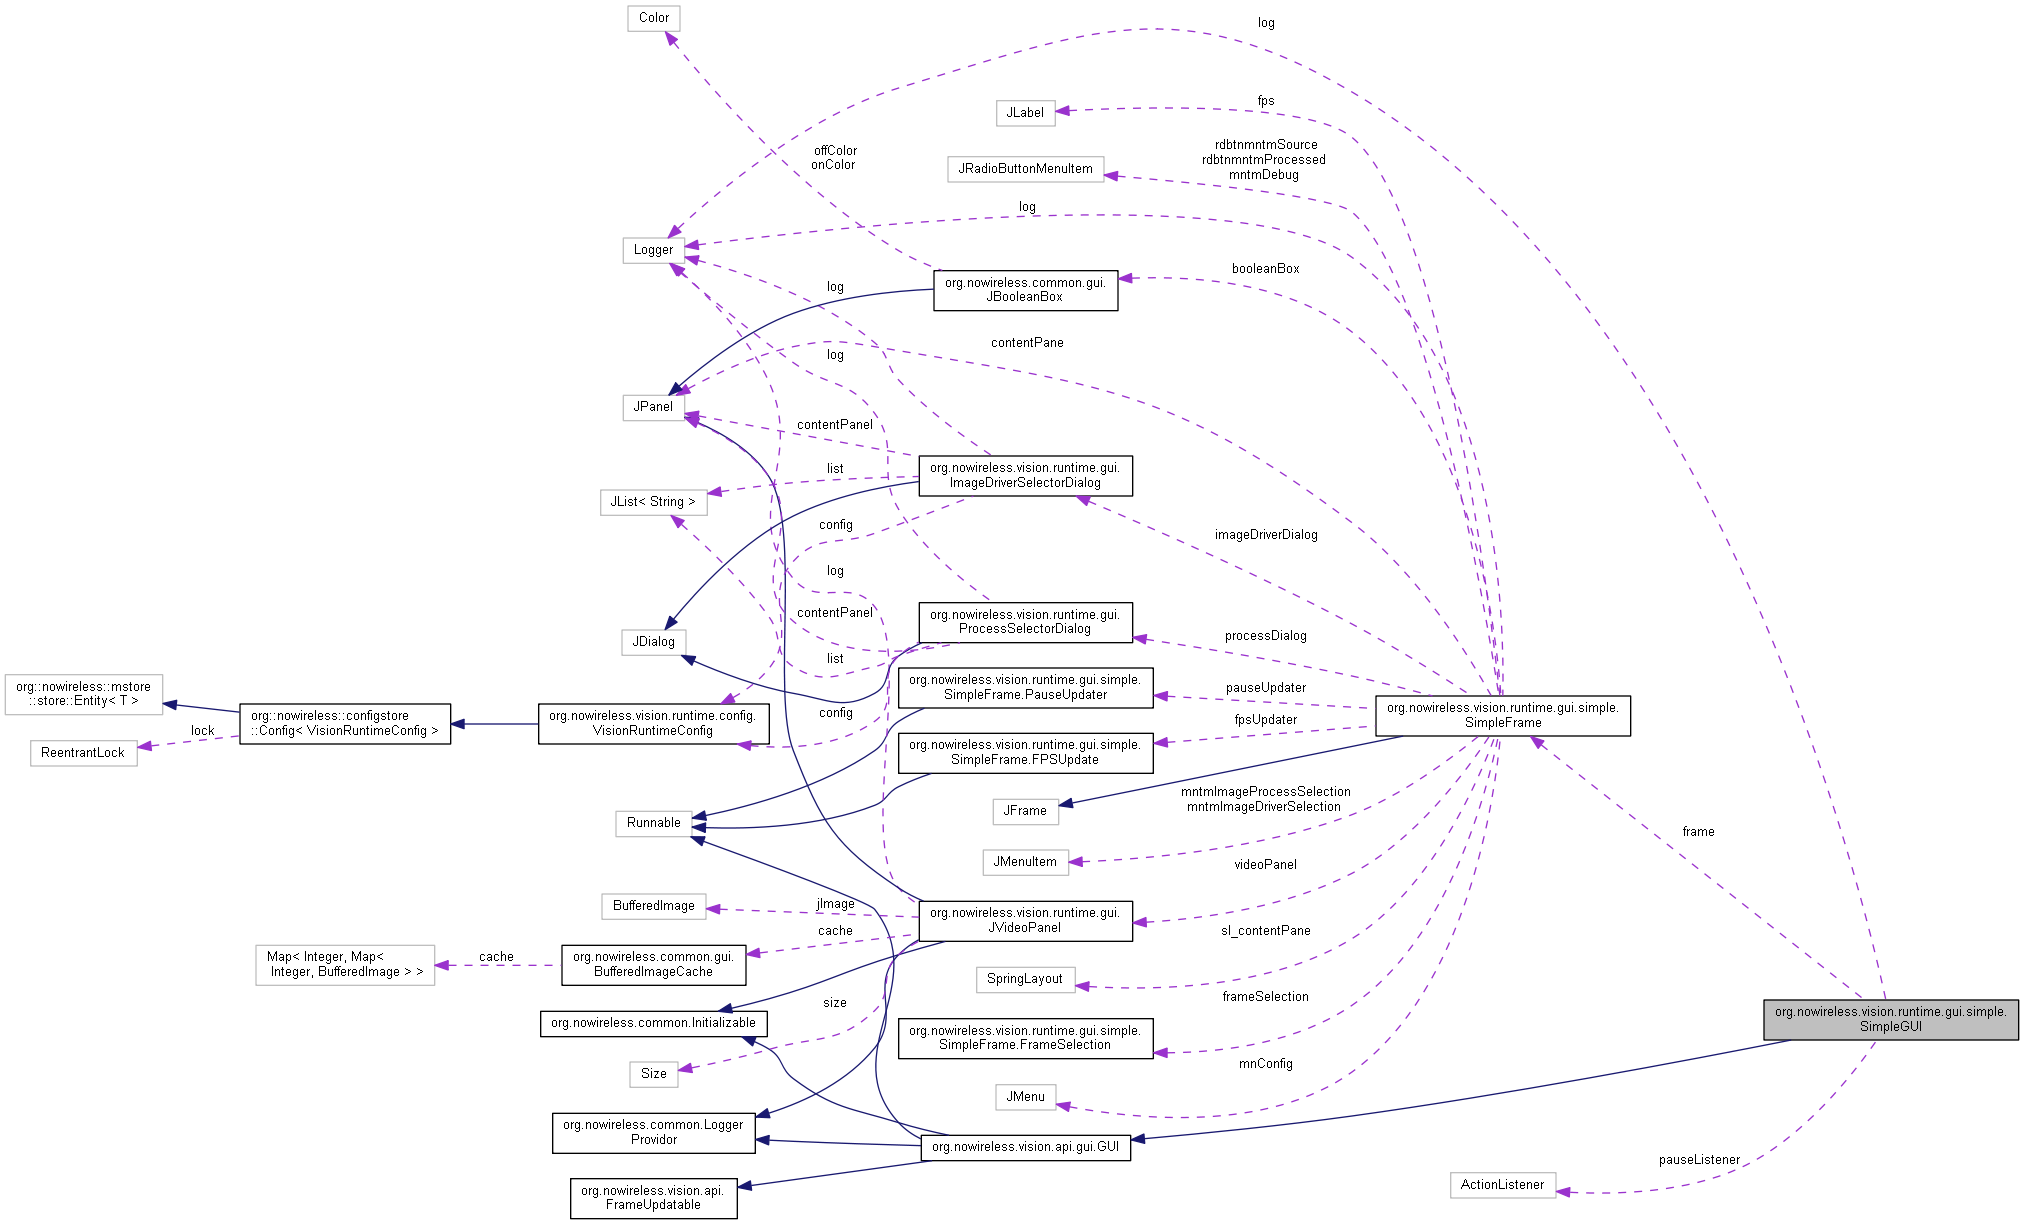 Color
log
JLabel
fps
offColor
onColor
JRadioButtonMenuItem
rdbtnmntmSource
rdbtnmntmProcessed
mntmDebug
log
Logger
booleanBox
org.nowireless.common.gui.
JBooleanBox
log
contentPane
log
JPanel
contentPanel
list
org.nowireless.vision.runtime.gui.
ImageDriverSelectorDialog
JList< String >
config
imageDriverDialog
log
contentPanel
org.nowireless.vision.runtime.gui.
ProcessSelectorDialog
processDialog
JDialog
list
org::nowireless::mstore
::store::Entity< T >
org.nowireless.vision.runtime.gui.simple.
SimpleFrame.PauseUpdater
pauseUpdater
org.nowireless.vision.runtime.gui.simple.
SimpleFrame
org::nowireless::configstore
::Config< VisionRuntimeConfig >
org.nowireless.vision.runtime.config.
VisionRuntimeConfig
config
fpsUpdater
lock
ReentrantLock
org.nowireless.vision.runtime.gui.simple.
SimpleFrame.FPSUpdate
mntmImageProcessSelection
mntmImageDriverSelection
JFrame
Runnable
frame
JMenuItem
videoPanel
BufferedImage
jImage
org.nowireless.vision.runtime.gui.
JVideoPanel
cache
sl_contentPane
Map< Integer, Map<
Integer, BufferedImage > >
cache
org.nowireless.common.gui.
BufferedImageCache
SpringLayout
size
frameSelection
org.nowireless.common.Initializable
org.nowireless.vision.runtime.gui.simple.
SimpleFrame.FrameSelection
org.nowireless.vision.runtime.gui.simple.
SimpleGUI
Size
mnConfig
JMenu
org.nowireless.common.Logger
Providor
org.nowireless.vision.api.gui.GUI
pauseListener
ActionListener
org.nowireless.vision.api.
FrameUpdatable